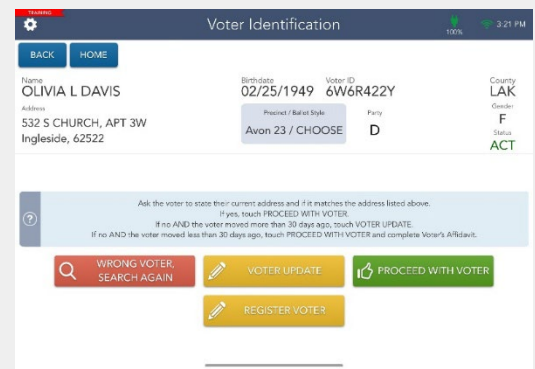 TRAINING
Voter Identification
100%
3:21 PM
BACK HOME
Name
OLIVIA L DAVIS
Birthdate
02/25/1949
Voter ID
6W6R422Y
County
LAK
Address
532 S CHURCH, APT 3W
Ingleside, 62522
Precinct / Ballot Style
Avon 23 / CHOOSE
Party
D
Gender
F
Status
ACT
?
Ask the voter to state their current address and if it matches the address listed above.
If yes, touch PROCEED WITH VOTER.
If no AND the voter moved more than 30 days ago, touch VOTER UPDATE.
If no AND the voter moved less than 30 days ago, touch PROCEED WITH VOTER and complete Voter's Affidavit.
WRONG VOTER,
SEARCH AGAIN
VOTER UPDATE
PROCEED WITH VOTER
REGISTER VOTER